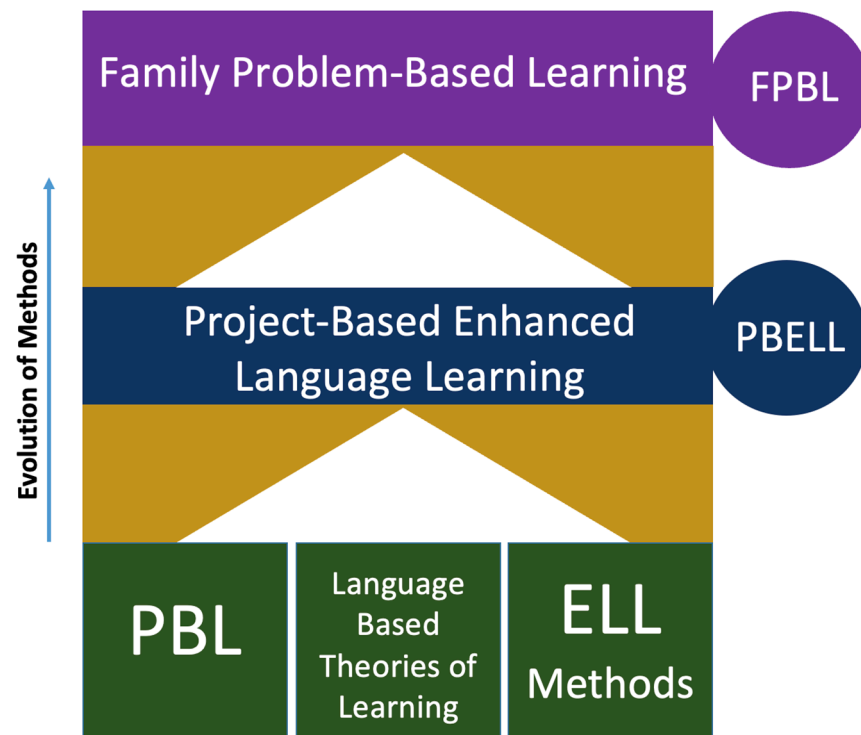 Family Problem-Based Learning
FPBL
Evolution of Methods
Project-Based Enhanced
Language Learning
PBELL
PBL
Language
Based
Theories of
Learning
ELL
Methods